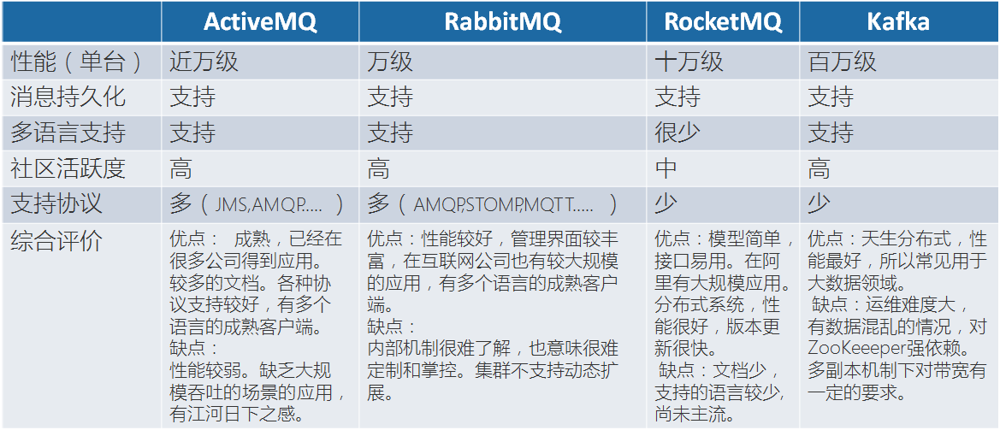 ActiveMQ RabbitMQ RocketMQ Kafka
性能（单台） 近万级 万级 十万级 百万级
消息持久化 支持 支持 支持 支持
多语言支持 支持 支持 很少 支持
社区活跃度 高 高 中 高
支持协议 多（JMS,AMQP..... ） 多（AMQP,STOMP,MQTT..... ） 少 少
综合评价
优点： 成熟，已经在
很多公司得到应用。
较多的文档。各种协
议支持较好，有多个
语言的成熟客户端。
缺点：
性能较弱。缺乏大规
模吞吐的场景的应用，
有江河日下之感。
优点：性能较好，管理界面较丰
富，在互联网公司也有较大规模
的应用，有多个语言的成熟客户
端。
缺点：
内部机制很难了解，也意味很难
定制和掌控。集群不支持动态扩
展。
优点：模型简单，
接口易用。在阿
里有大规模应用。
分布式系统，性
能很好，版本更
新很快。
缺点：文档少，
支持的语言较少,
尚未主流。
优点：天生分布式，性
能最好，所以常见用于
大数据领域。
缺点：运维难度大，
有数据混乱的情况，对
ZooKeeeper强依赖。
多副本机制下对带宽有
一定的要求。